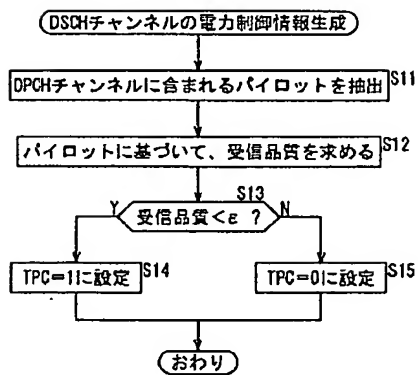 DSCHチャンネルの電力制御情報生成
S11
DPCHチャンネルに含まれるパイロットを抽出
S12
パイロットに基づいて、受信品質を求める
S13
Y
受信品質<ε ?
N
TPC=1に設定
S14
TPC=0に設定
S15
おわり